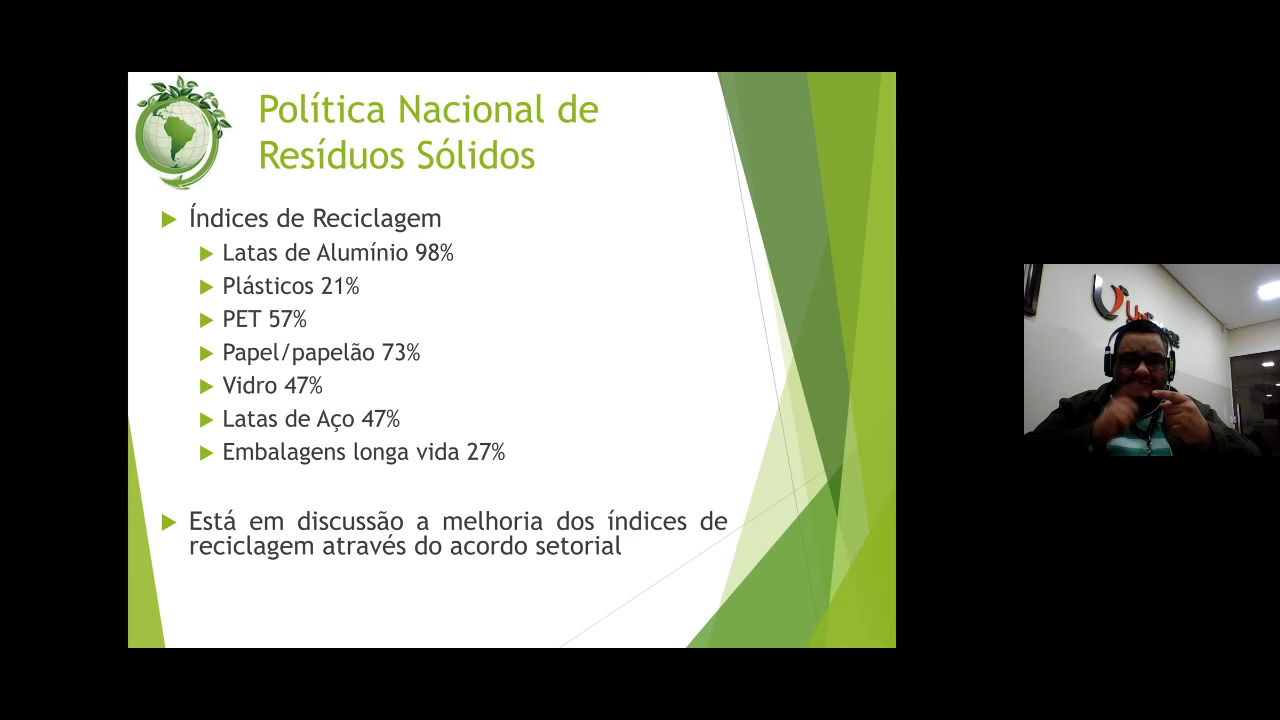 Política Nacional de
Resíduos Sólidos
Índices de Reciclagem
Latas de Alumínio 98%
Plásticos 21%
PET 57%
Papel/papelão 73%
Vidro 47%
Latas de Aço 47%
Embalagens longa vida 27%
Está em discussão a melhoria dos índices de
reciclagem através do acordo setorial